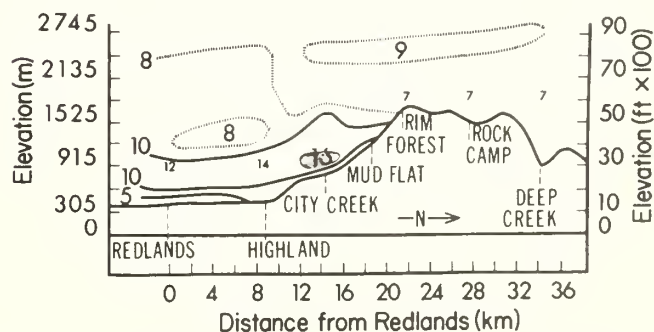 2745
2135
1525
915
305
0
Elevation (m)
90
70
50
30
10
0
Elevation (ft × 100)
8
9
8
10
12
14
15
10
5
7
7
7
RIM
FOREST
ROCK
CAMP
MUD FLAT
CITY CREEK
DEEP
CREEK
—N→
REDLANDS
HIGHLAND
0 4 8 12 16 20 24 28 32 36
Distance from Redlands (km)